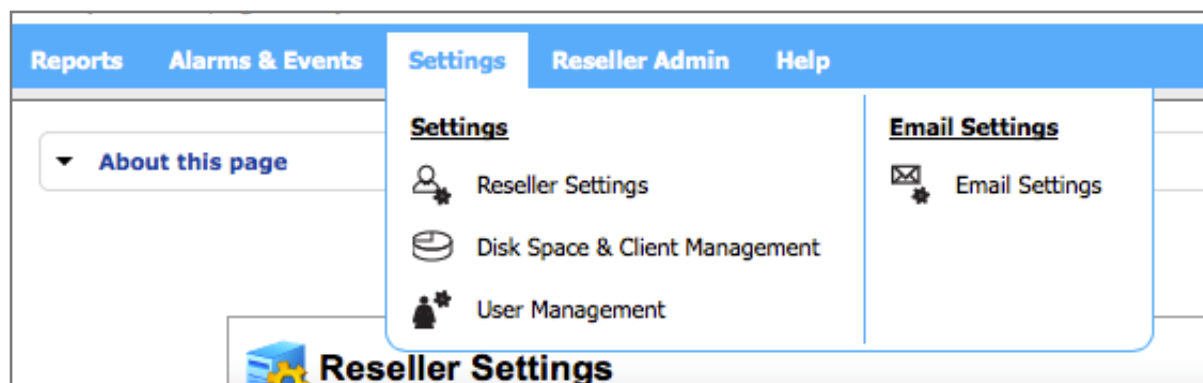 Reports Alarms & Events Settings Reseller Admin Help
About this page
Settings
Reseller Settings
Disk Space & Client Management
User Management
Email Settings
Email Settings
Reseller Settings